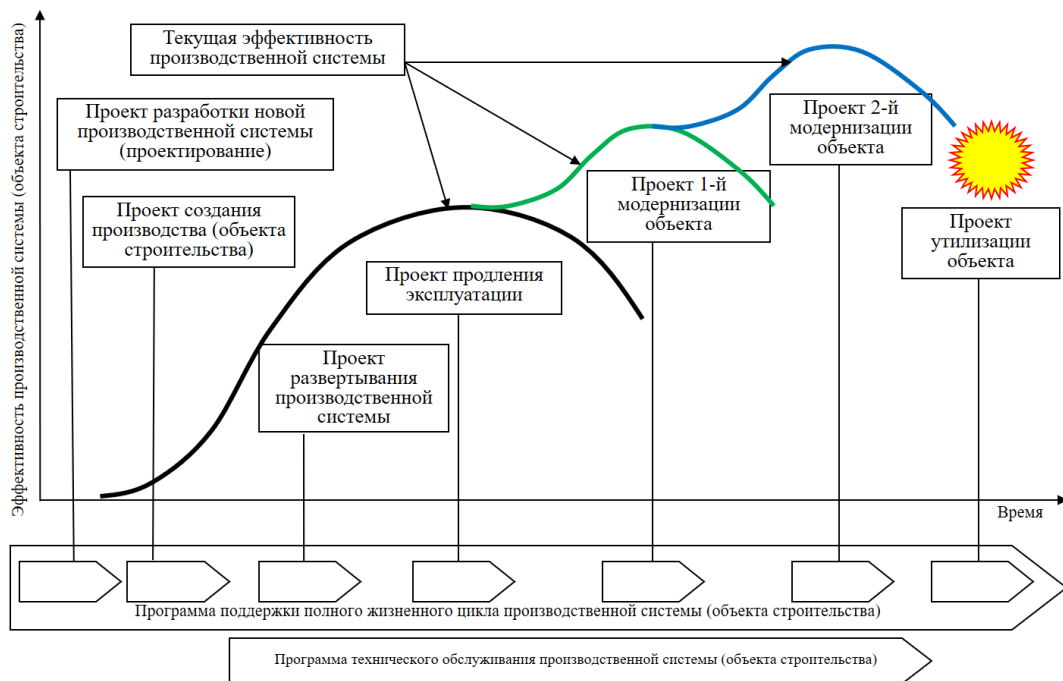 Эффективность производственной системы (объекта строительства)
Текущая эффективность
производственной системы
Проект разработки новой
производственной системы
(проектирование)
Проект 2-й
модернизации
объекта
Проект создания
производства (объекта
строительства)
Проект 1-й
модернизации
объекта
Проект
утилизации
объекта
Проект продления
эксплуатации
Проект
развертывания
производственной
системы
Время
Программа поддержки полного жизненного цикла производственной системы (объекта строительства)
Программа технического обслуживания производственной системы (объекта строительства)